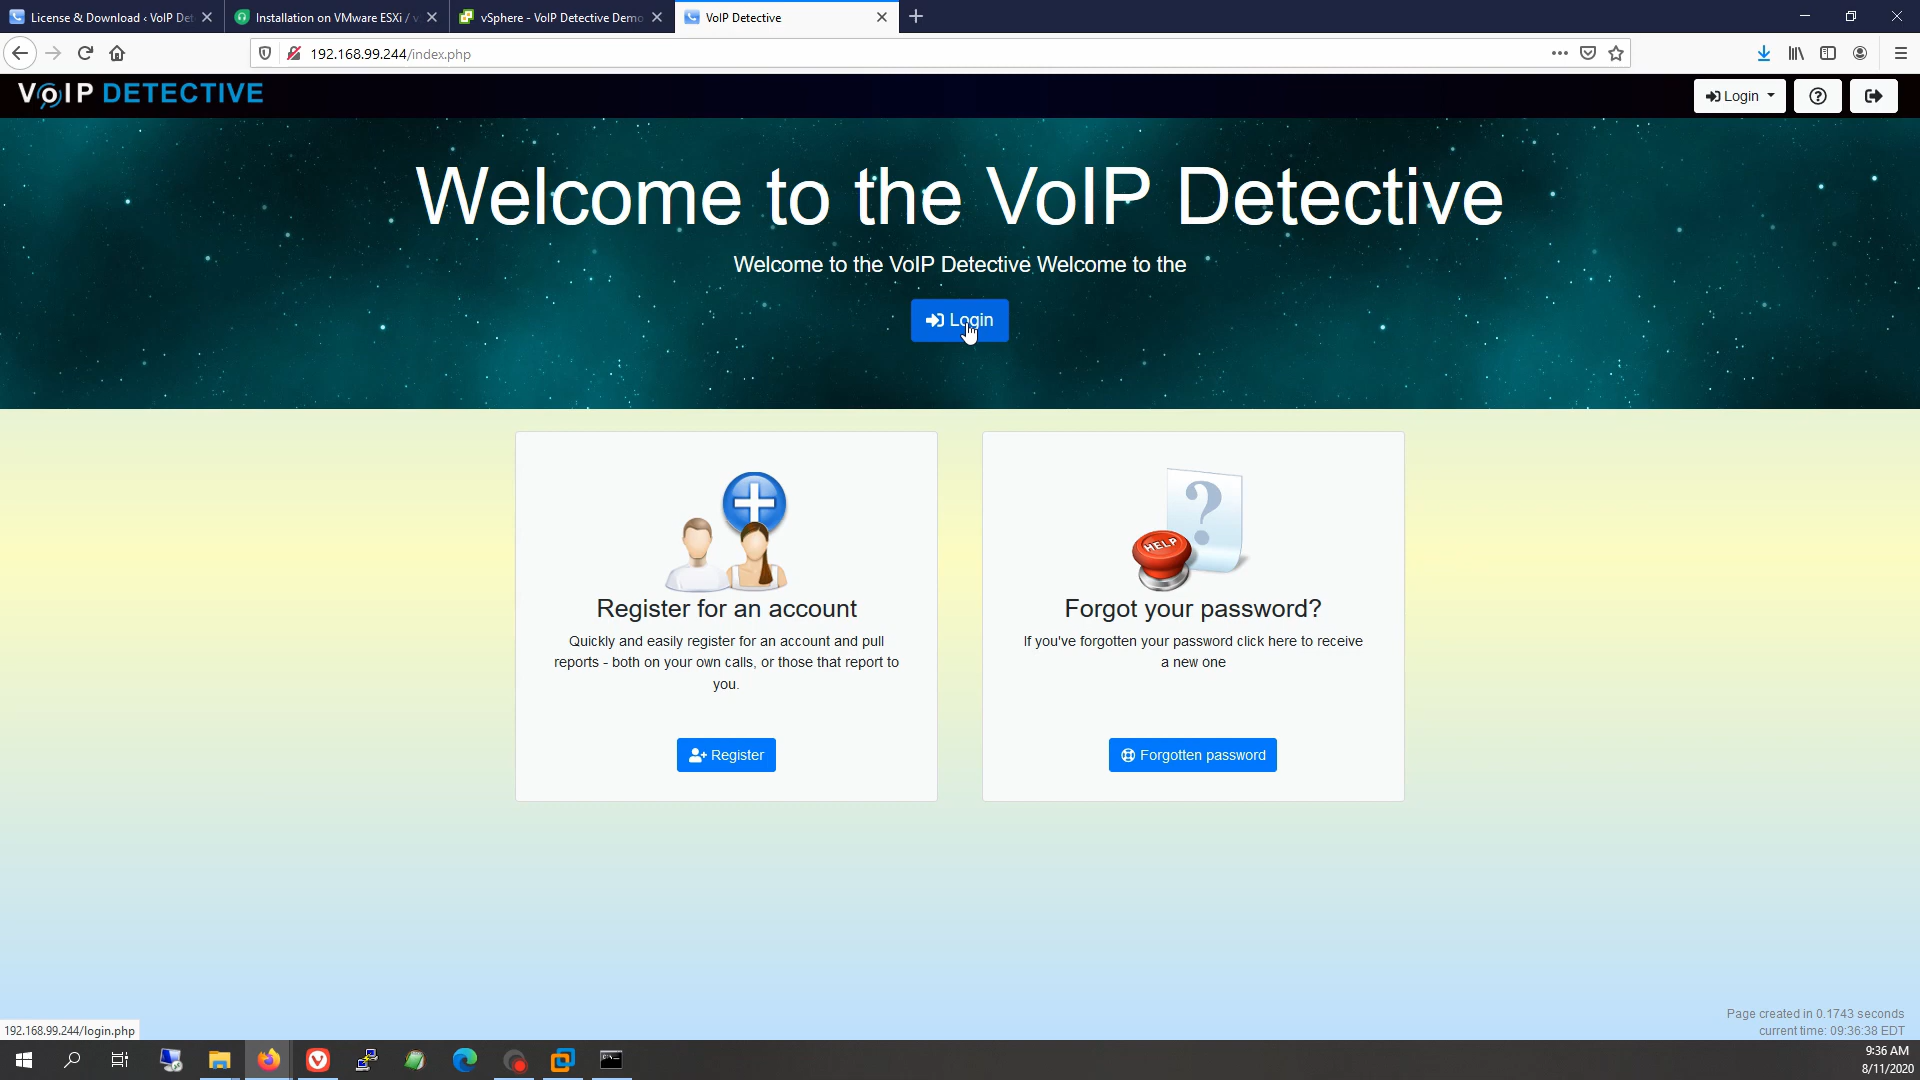 License & Download ‹ VoIP De
Installation on VMware ESXi / v
vSphere - VoIP Detective Demo
VoIP Detective
192.168.99.244/index.php
VOIP DETECTIVE
Login
Welcome to the VoIP Detective
Welcome to the VoIP Detective Welcome to the
Login
HELP
Register for an account
Quickly and easily register for an account and pull
reports - both on your own calls, or those that report to
you.
Register
Forgot your password?
If you've forgotten your password click here to receive
a new one
Forgotten password
Page created in 0.1743 seconds
current time: 09:36:38 EDT
192.168.99.244/login.php
9:36 AM
8/11/2020